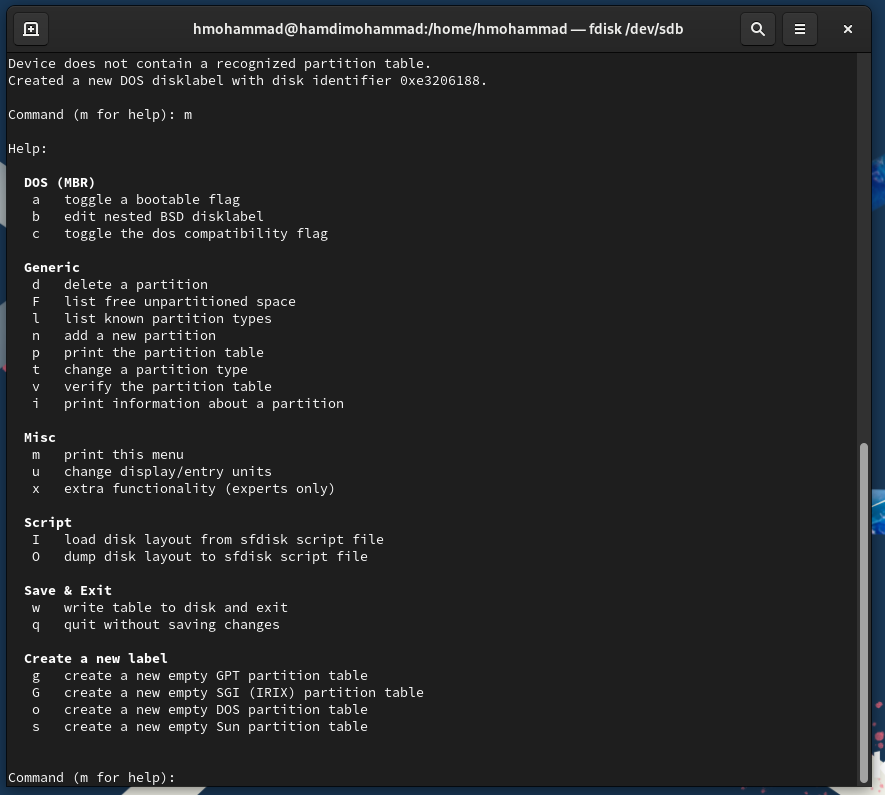 hmohammad@hamdimohammad:/home/hmohammad — fdisk /dev/sdb
Device does not contain a recognized partition table.
Created a new DOS disklabel with disk identifier 0xe3206188.
Command (m for help): m
Help:
DOS (MBR)
a   toggle a bootable flag
b   edit nested BSD disklabel
c   toggle the dos compatibility flag
Generic
d   delete a partition
F   list free unpartitioned space
l   list known partition types
n   add a new partition
p   print the partition table
t   change a partition type
v   verify the partition table
i   print information about a partition
Misc
m   print this menu
u   change display/entry units
x   extra functionality (experts only)
Script
I   load disk layout from sfdisk script file
O   dump disk layout to sfdisk script file
Save & Exit
w   write table to disk and exit
q   quit without saving changes
Create a new label
g   create a new empty GPT partition table
G   create a new empty SGI (IRIX) partition table
o   create a new empty DOS partition table
s   create a new empty Sun partition table
Command (m for help):